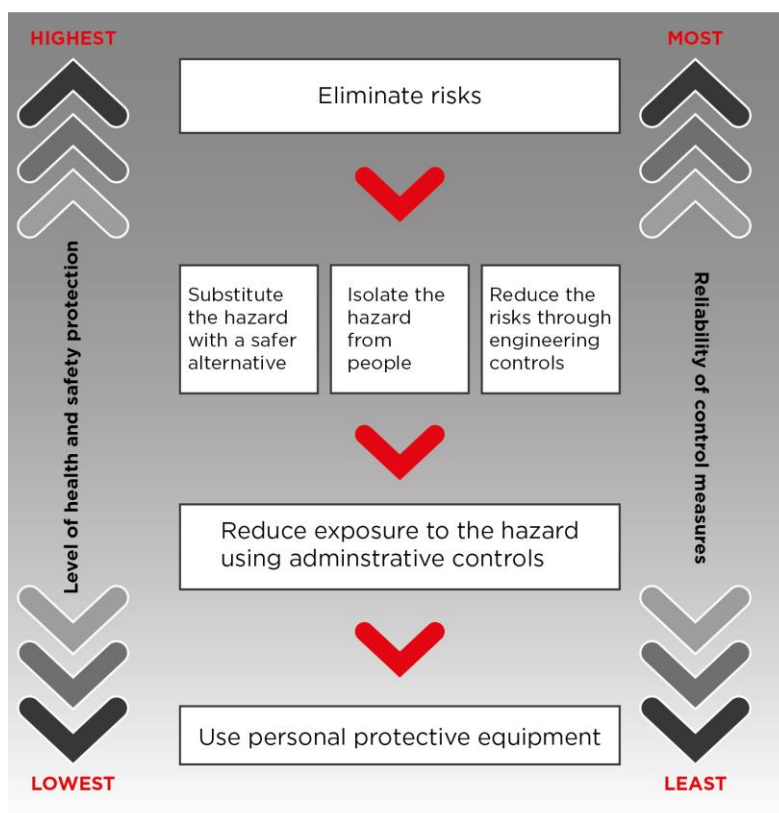 HIGHEST
MOST
Eliminate risks
Substitute
the hazard
with a safer
alternative
Isolate the
hazard
from
people
Reduce the
risks through
engineering
controls
Level of health and safety protection
Reliability of control measures
Reduce exposure to the hazard
using adminstrative controls
Use personal protective equipment
LOWEST
LEAST